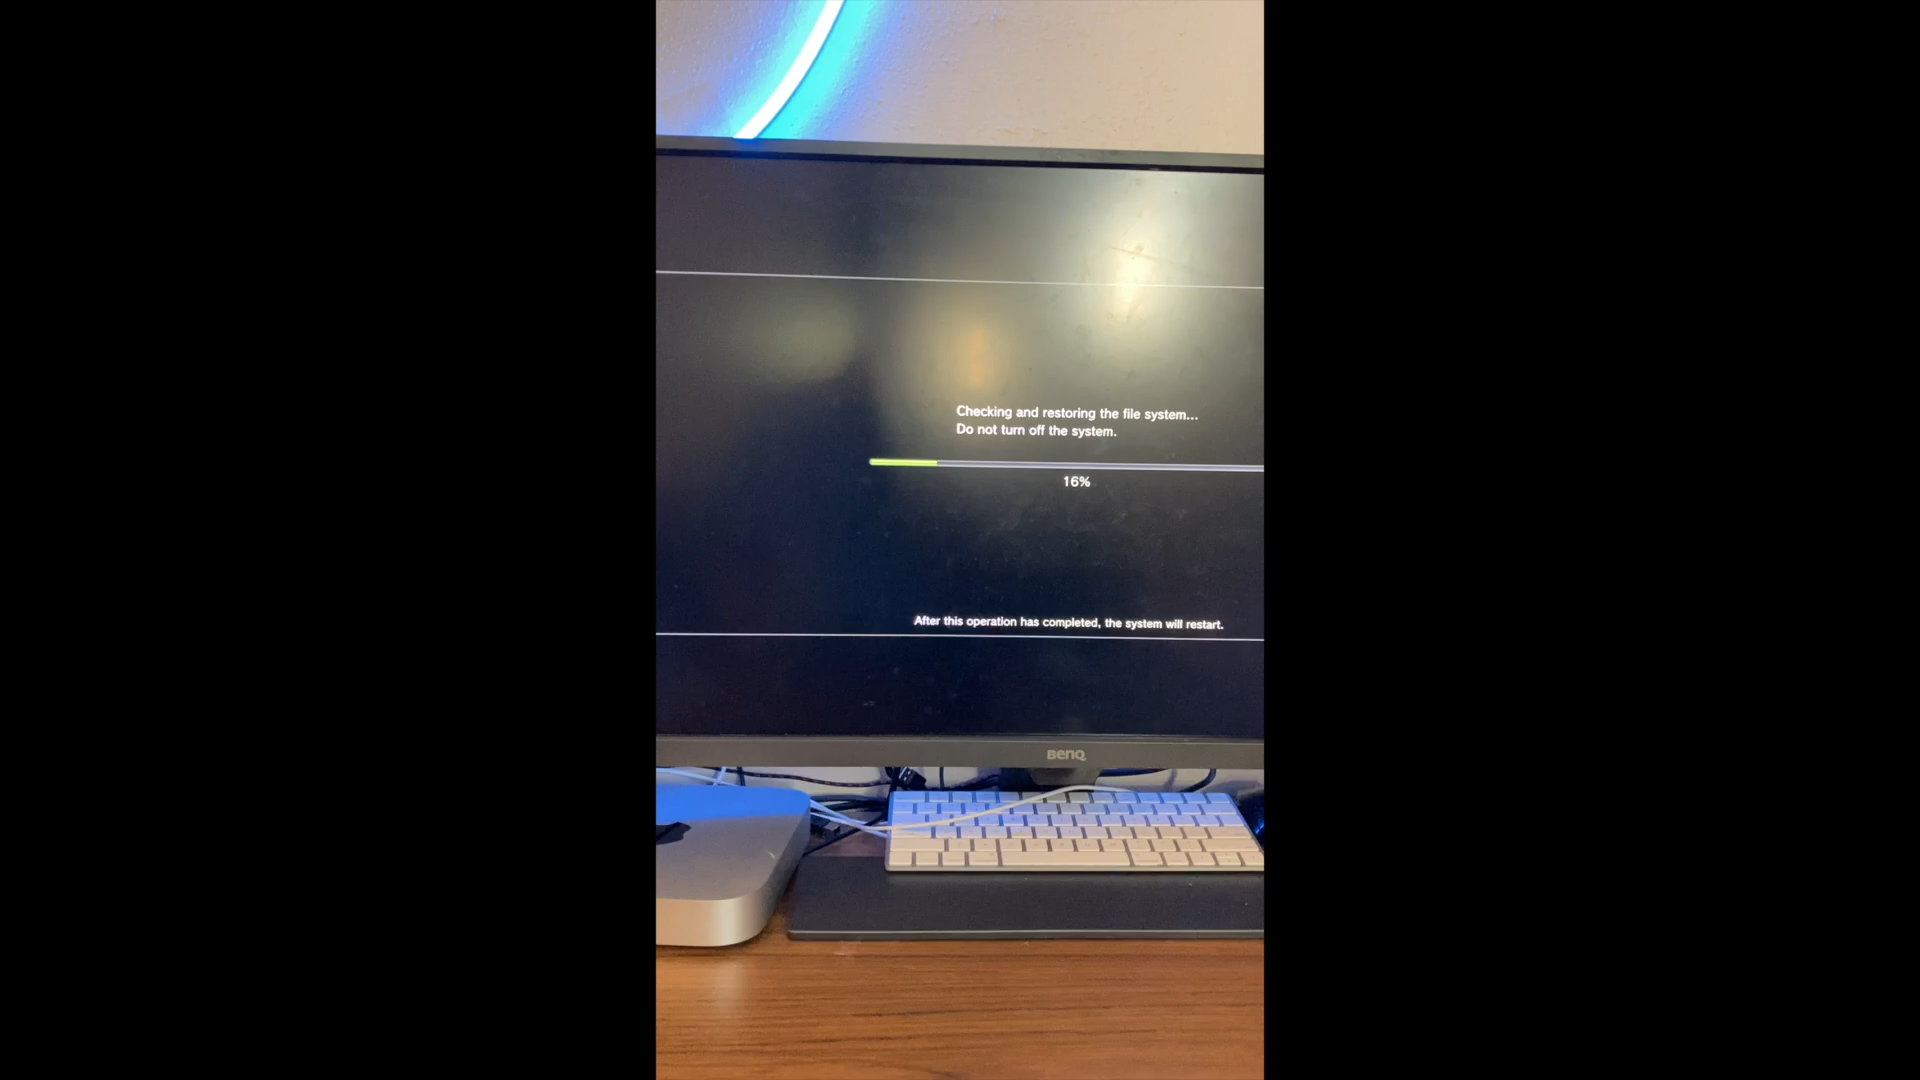 Checking and restoring the file system...
Do not turn off the system.
16%
After this operation has completed, the system will restart.
BenQ